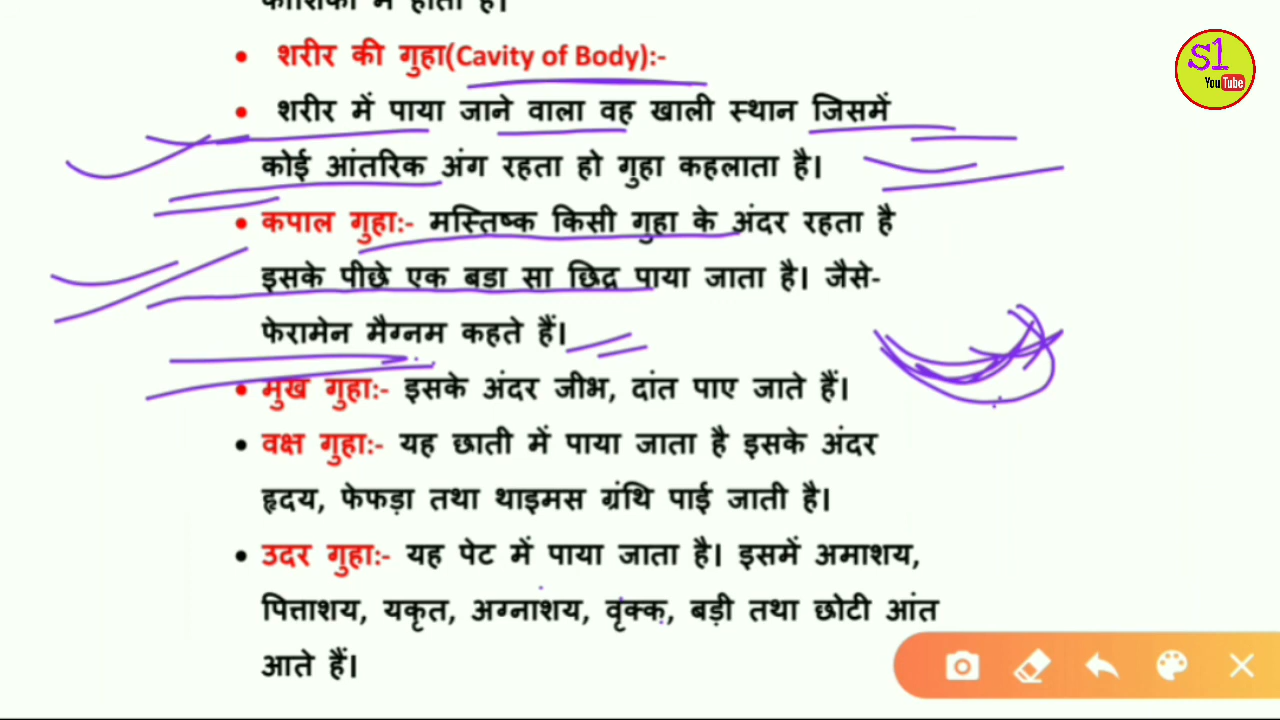 शरीर की गुहा(Cavity of Body):-
शरीर में पाया जाने वाला वह खाली स्थान जिसमें
कोई आंतरिक अंग रहता हो गुहा कहलाता है।
कपाल गुहा:- मस्तिष्क किसी गुहा के अंदर रहता है
इसके पीछे एक बडा सा छिद्र पाया जाता है। जैसे-
फेरामेन मैग्नम कहते हैं।
मुख गुहा:- इसके अंदर जीभ, दांत पाए जाते हैं।
वक्ष गुहा:- यह छाती में पाया जाता है इसके अंदर
हृदय, फेफड़ा तथा थाइमस ग्रंथि पाई जाती है।
उदर गुहा:- यह पेट में पाया जाता है। इसमें अमाशय,
पित्ताशय, यकृत, अग्नाशय, वृक्क, बड़ी तथा छोटी आंत
आते हैं।
S1
YouTube